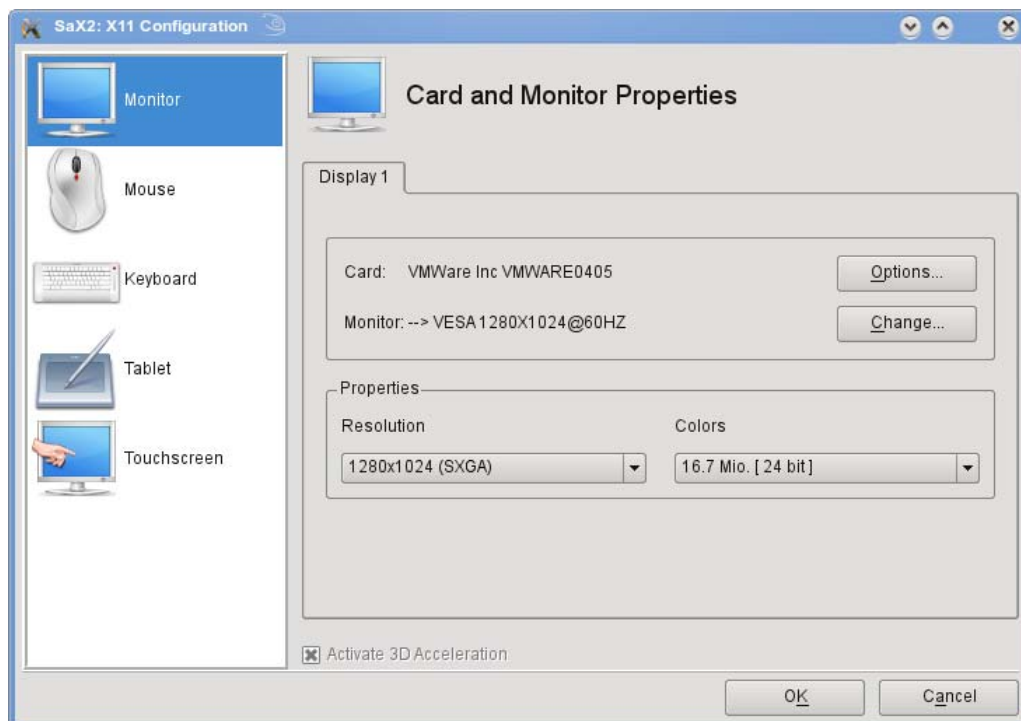 SaX2: X11 Configuration
Monitor
Mouse
Keyboard
Tablet
Touchscreen
Card and Monitor Properties
Display 1
Card: VMWare Inc VMWARE0405
Options...
Monitor: --> VESA 1280X1024@60HZ
Change...
Properties
Resolution
Colors
1280x1024 (SXGA)
16.7 Mio. [ 24 bit ]
Activate 3D Acceleration
OK
Cancel